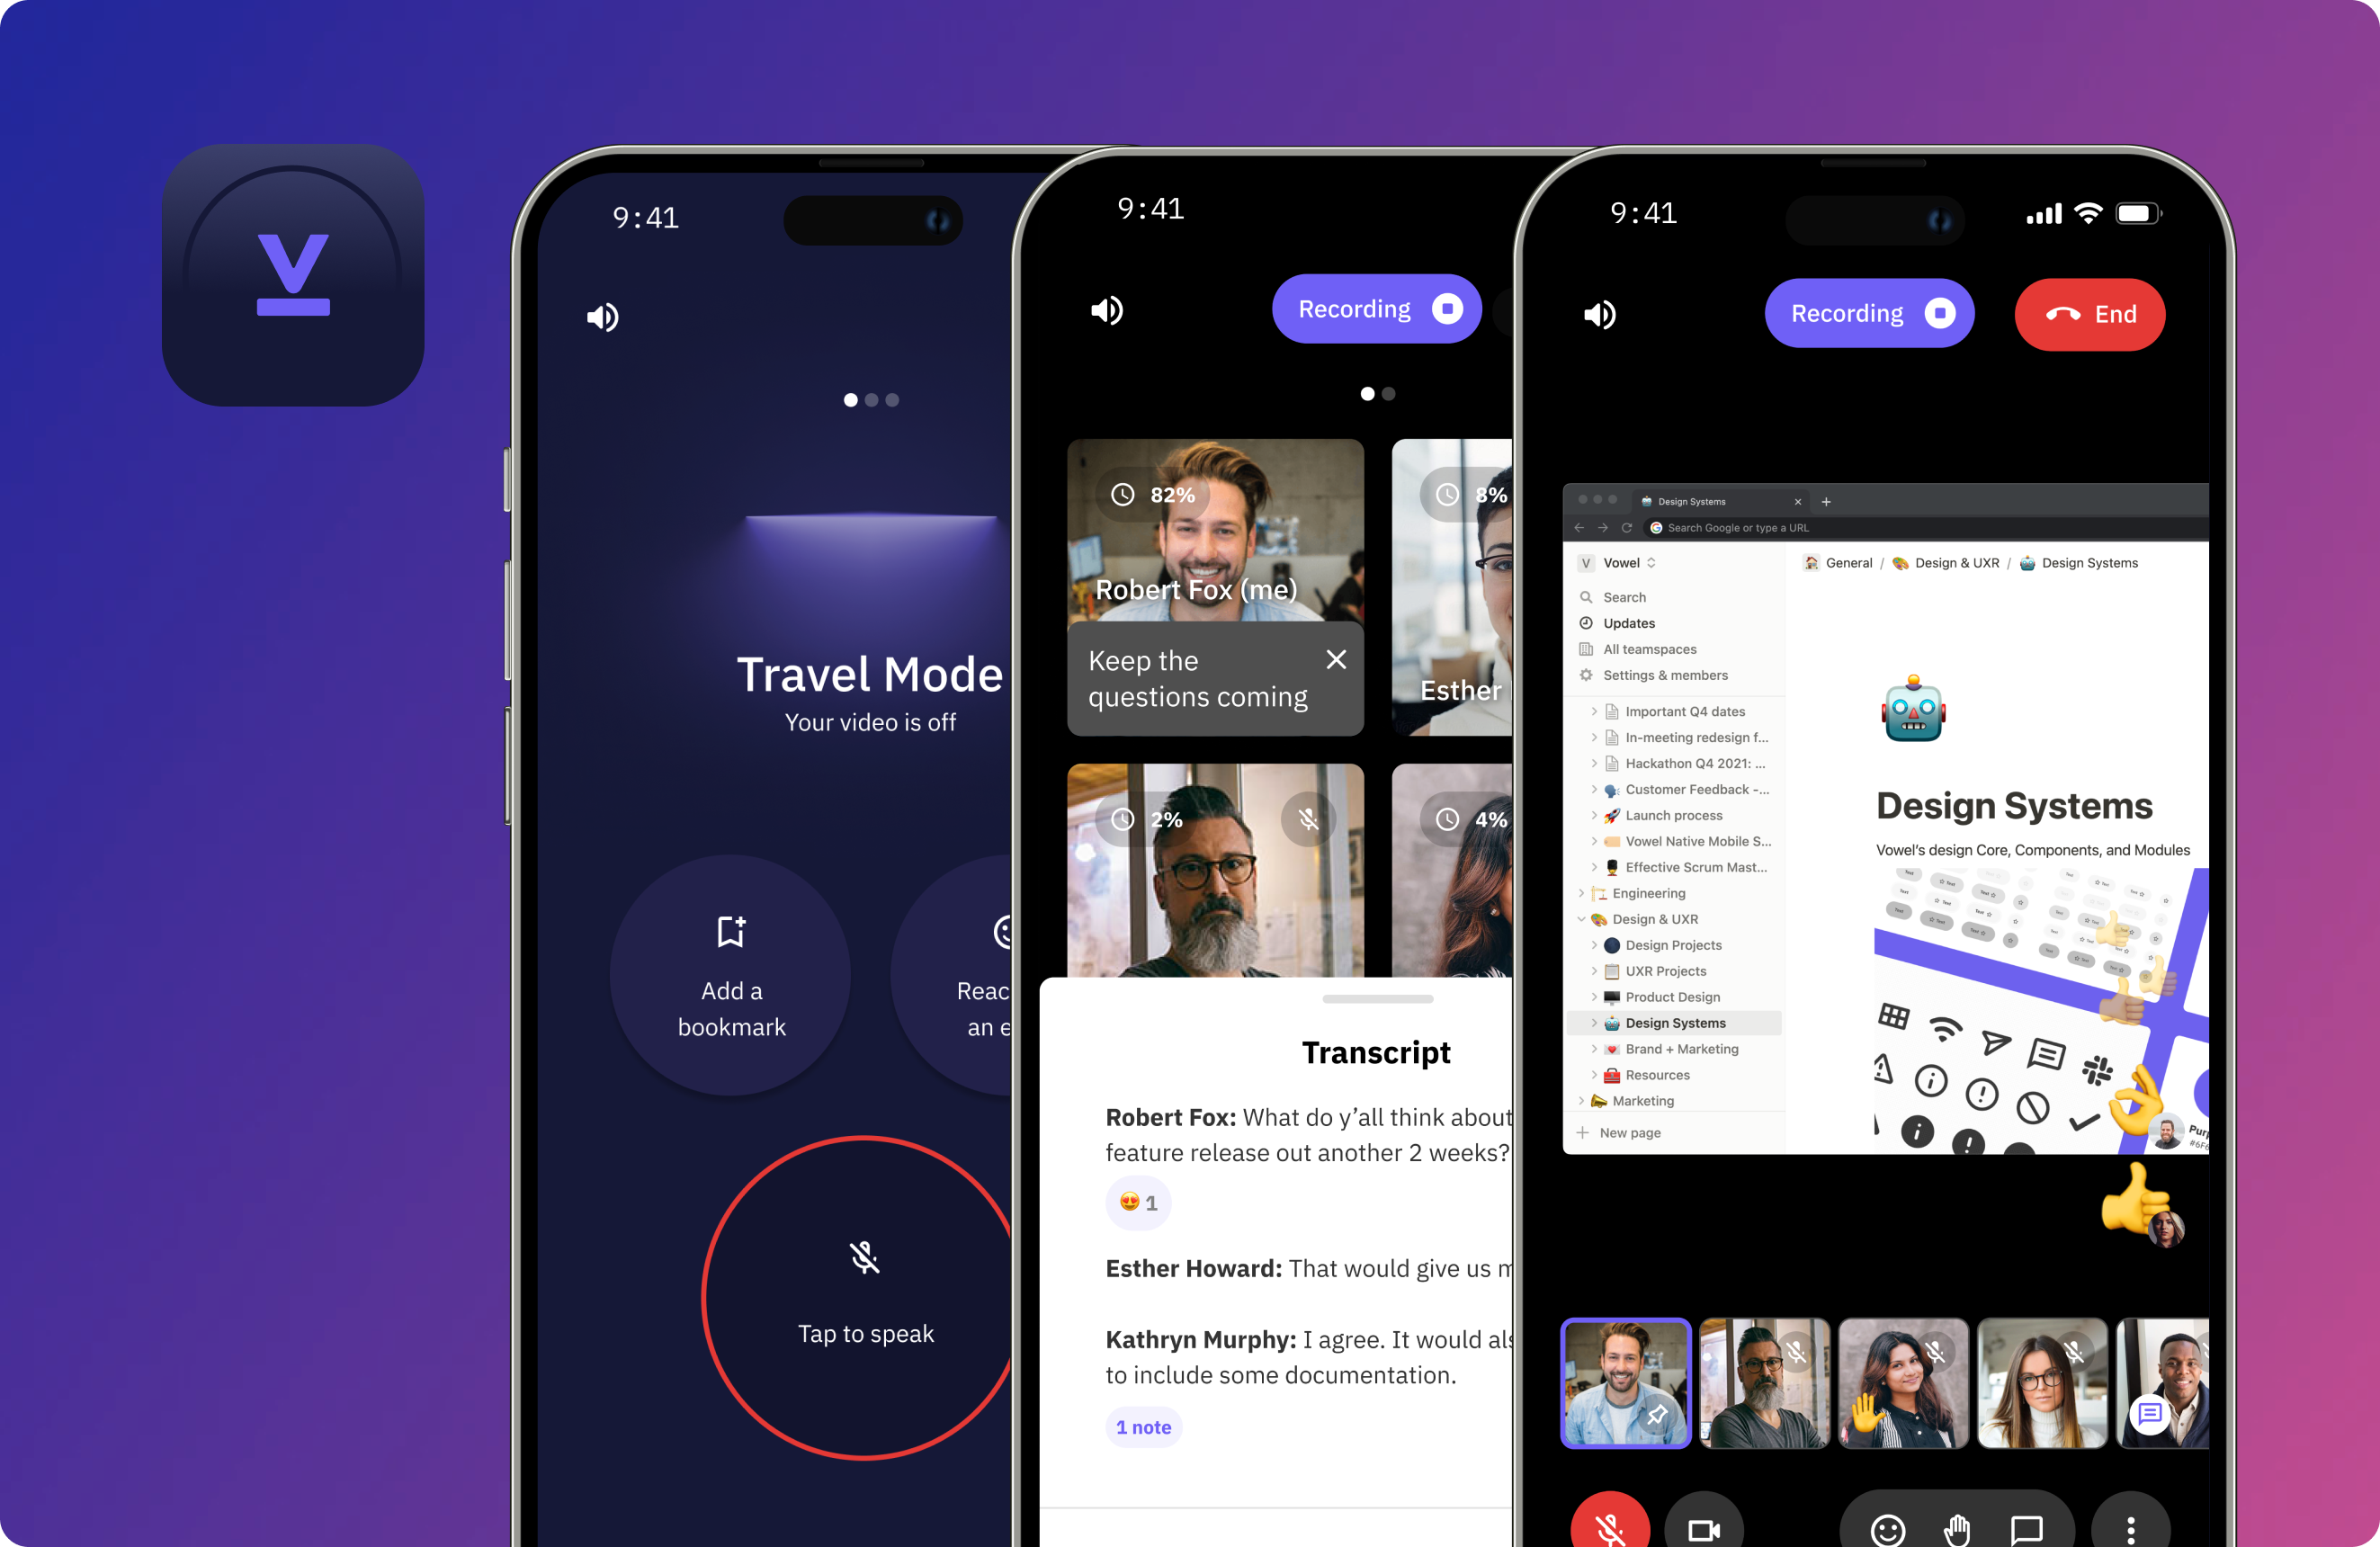 V
9:41
Travel Mode
Your video is off
Add a
bookmark
Reac
an e
Tap to speak
9:41
Recording
82%
Robert Fox (me)
Keep the
questions coming
8%
Esther
2%
4%
Transcript
Robert Fox: What do y’all think about
feature release out another 2 weeks?
1
Esther Howard: That would give us m
Kathryn Murphy: I agree. It would als
to include some documentation.
1 note
9:41
Recording
End
Design Systems
Search Google or type a URL
V Vowel
Search
Updates
All teamspaces
Settings & members
Important Q4 dates
In-meeting redesign f...
Hackathon Q4 2021: ...
Customer Feedback -...
Launch process
Vowel Native Mobile S...
Effective Scrum Mast...
Engineering
Design & UXR
Design Projects
UXR Projects
Product Design
Design Systems
Brand + Marketing
Resources
Marketing
New page
General / Design & UXR / Design Systems
Design Systems
Vowel’s design Core, Components, and Modules
Purp
#6F6